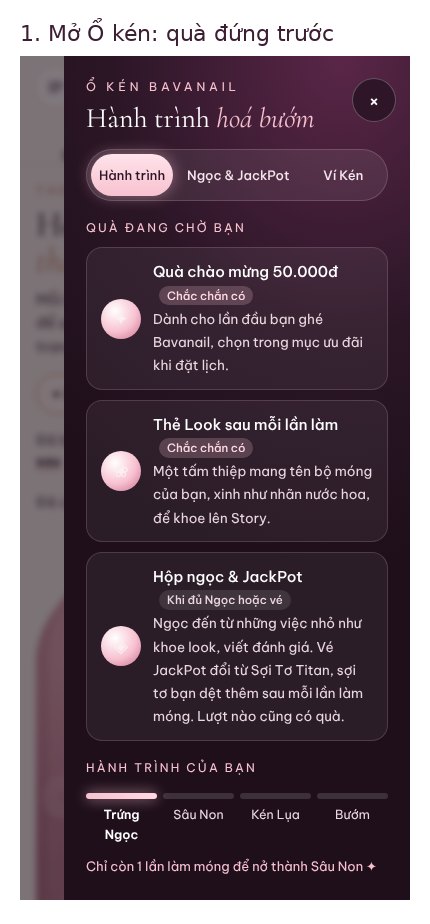 1. Mở Ổ kén: quà đứng trước
Ổ KÉN BAVANAIL
Hành trình hoá bướm
×
Hành trình
Ngọc & JackPot
Ví Kén
QUÀ ĐANG CHỜ BẠN
Quà chào mừng 50.000đ
Chắc chắn có
Dành cho lần đầu bạn ghé
Bavanail, chọn trong mục ưu đãi
khi đặt lịch.
Thẻ Look sau mỗi lần làm
Chắc chắn có
Một tấm thiệp mang tên bộ móng
của bạn, xinh như nhãn nước hoa,
để khoe lên Story.
Hộp ngọc & JackPot
Khi đủ Ngọc hoặc vé
Ngọc đến từ những việc nhỏ như
khoe look, viết đánh giá. Vé
JackPot đổi từ Sợi Tơ Titan, sợi
tơ bạn dệt thêm sau mỗi lần làm
móng. Lượt nào cũng có quà.
HÀNH TRÌNH CỦA BẠN
Trứng
Ngọc
Sâu Non
Kén Lụa
Bướm
Chỉ còn 1 lần làm móng để nở thành Sâu Non ✦